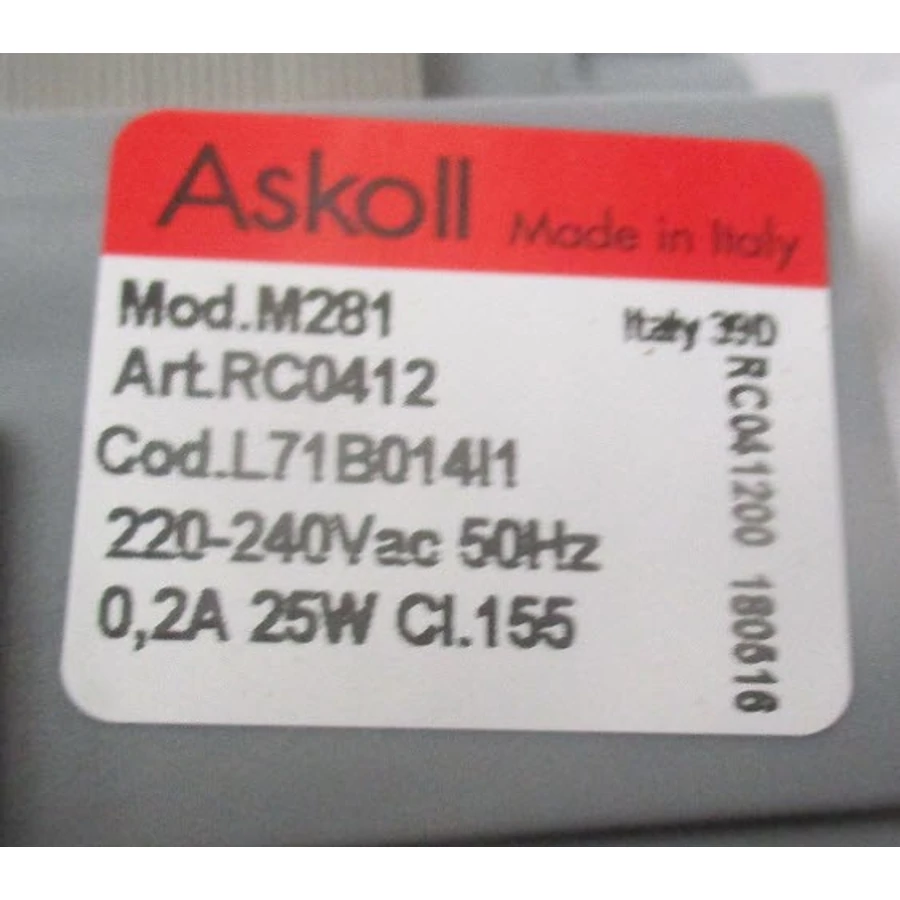 Askoll
Made in Italy
Mod.M281
Italy 390
Art.RC0412
Cod.L71B014I1
220-240Vac 50Hz
0,2A 25W Cl.155
RC041200 180616